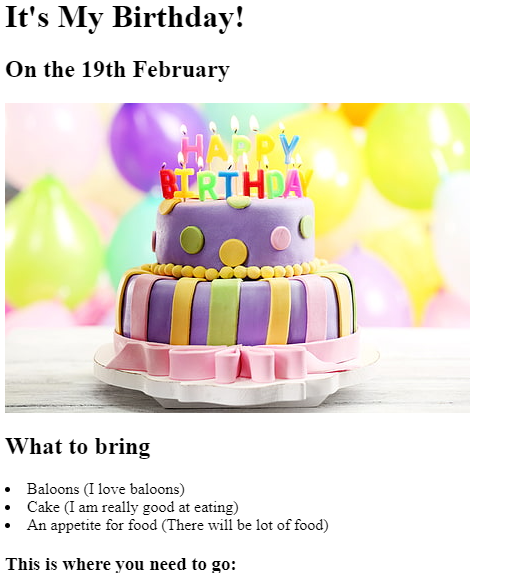 It's My Birthday!
On the 19th February
HAPPY
BIRTHDAY
What to bring
Baloons (I love baloons)
Cake (I am really good at eating)
An appetite for food (There will be lot of food)
This is where you need to go: